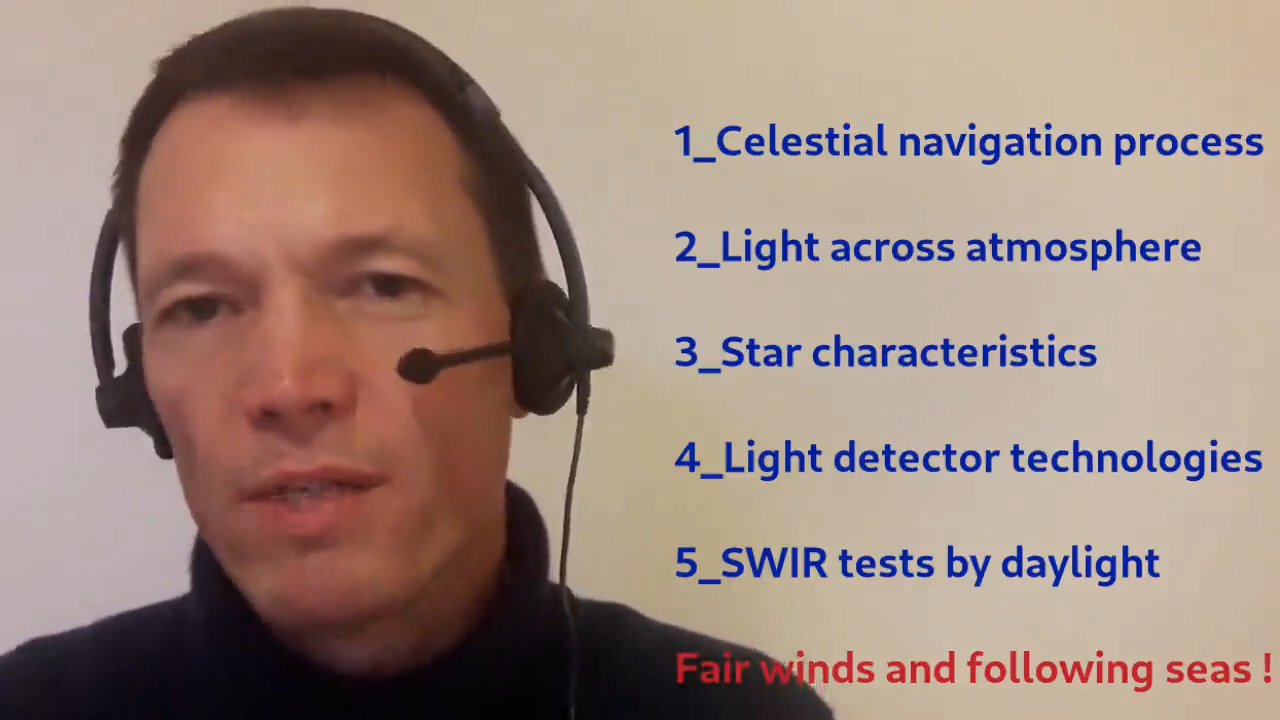 1_Celestial navigation process
2_Light across atmosphere
3_Star characteristics
4_Light detector technologies
5_SWIR tests by daylight
Fair winds and following seas !